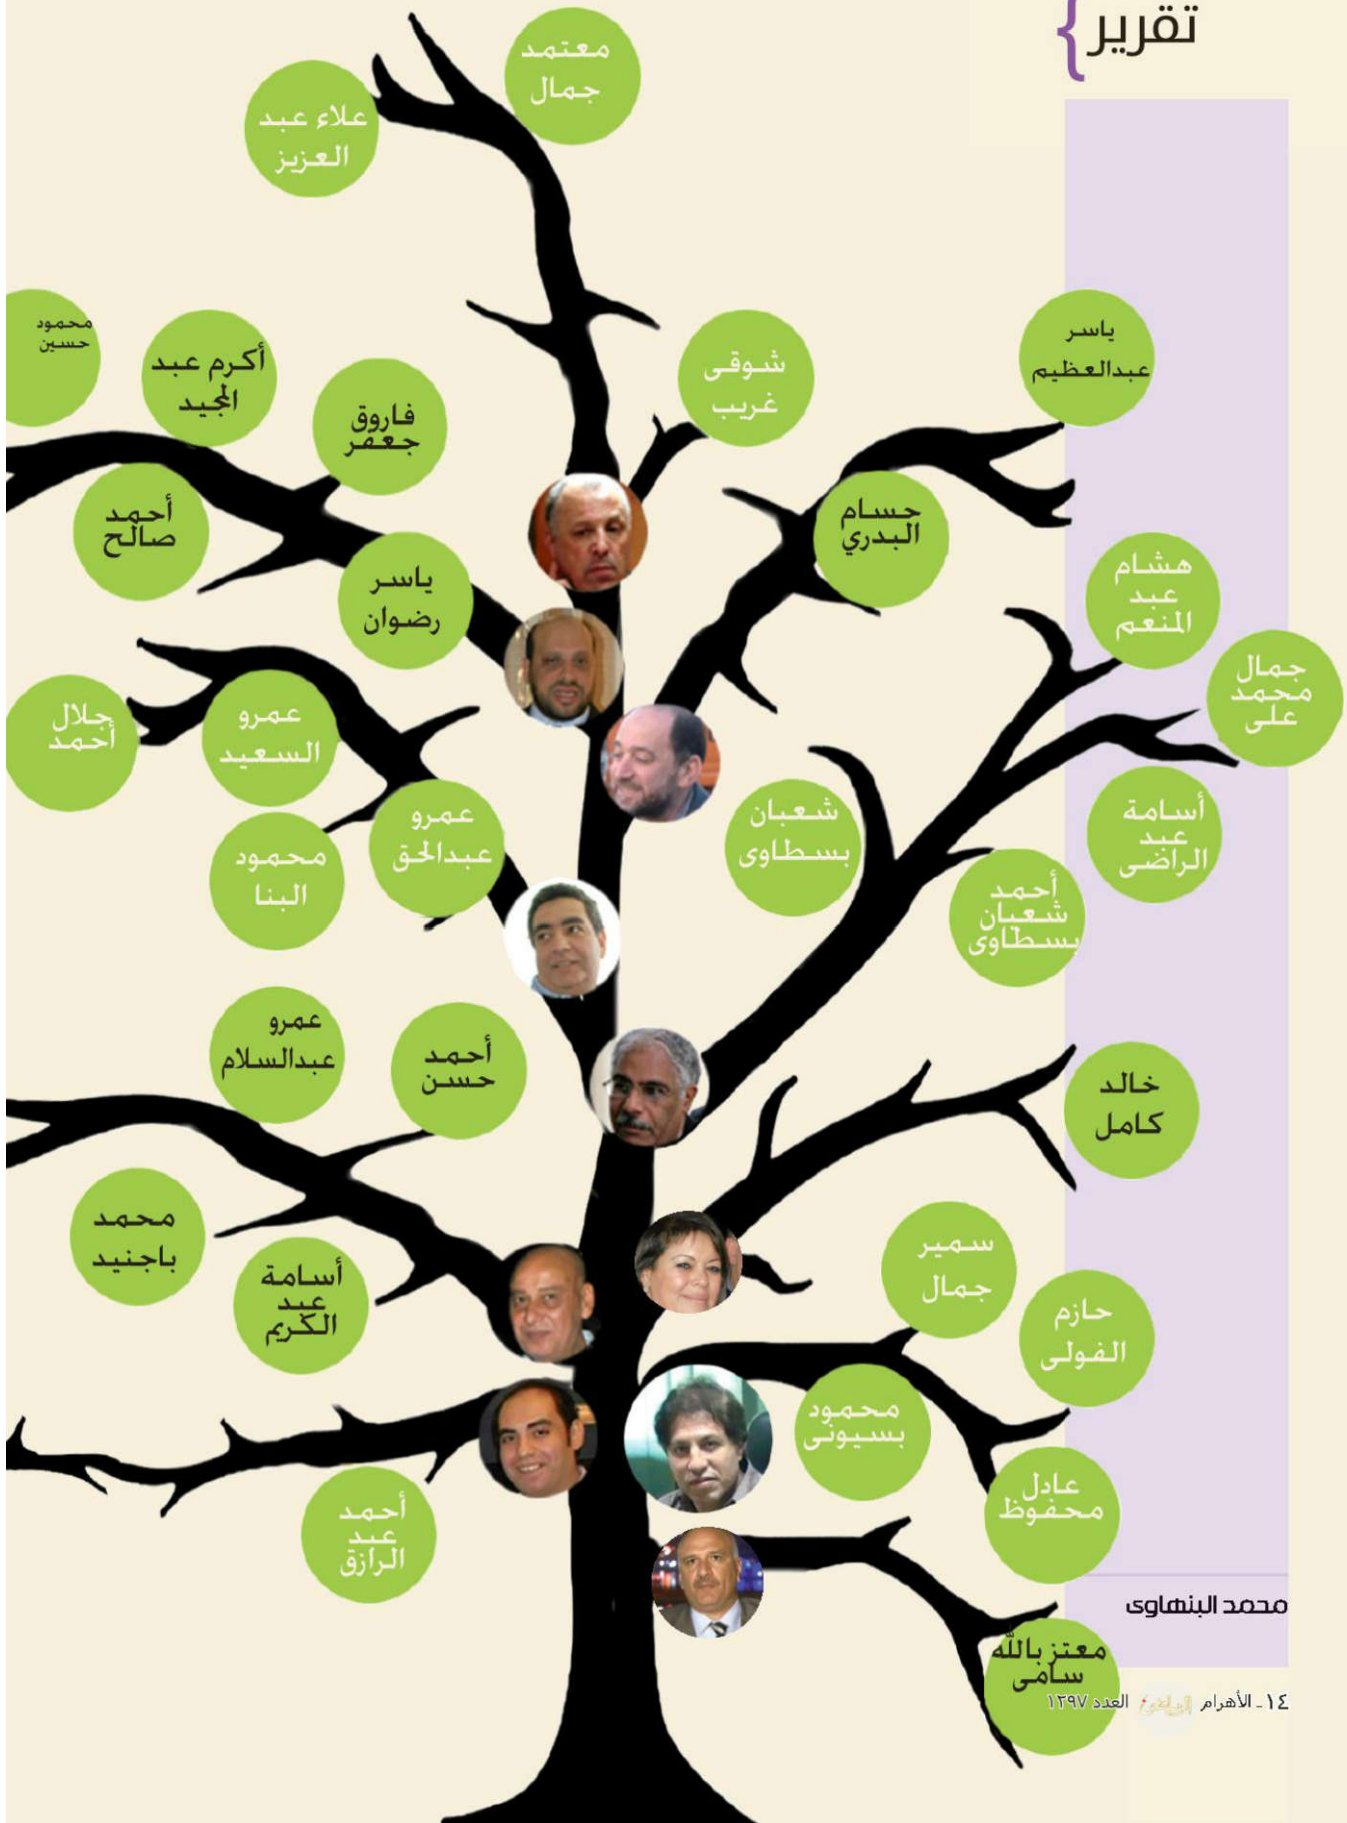 تقرير
معتمد
جمال
علاء عبد
العزيز
ياسر
عبدالعظيم
شوقى
غريب
فاروق
جعفر
أكرم عبد
المجيد
محمود
حسين
حسام
البدري
أحمد
صالح
هشام
عبد
المنعم
ياسر
رضوان
جمال
محمد
على
عمرو
السعيد
جلال
أحمد
أسامة
عبد
الراضى
شعبان
بسطاوى
عمرو
عبدالحق
محمود
البنا
أحمد
شعبان
بسطاوى
عمرو
عبدالسلام
أحمد
حسن
خالد
كامل
محمد
باجنيد
أسامة
عبد
الكريم
سمير
جمال
حازم
الفولى
محمود
بسيونى
عادل
محفوظ
أحمد
عبد
الرازق
محمد البنهاوى
معتز بالله
سامى
١٤ ـ الأهرام الرياضى العدد ١٢٩٧